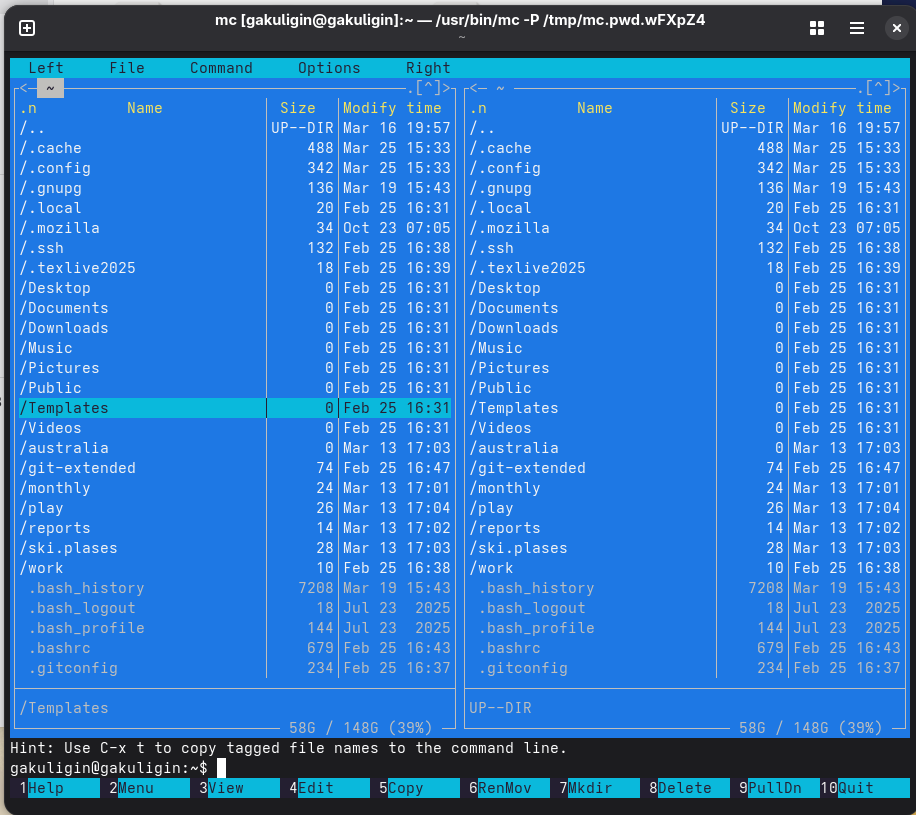 mc [gakuligin@gakuligin]:~ — /usr/bin/mc -P /tmp/mc.pwd.wFXpZ4
~
Left File Command Options Right
<— ~ .[^]> <— ~ .[^]>
.n Name Size Modify time .n Name Size Modify time
/.. UP--DIR Mar 16 19:57 /.. UP--DIR Mar 16 19:57
/.cache 488 Mar 25 15:33 /.cache 488 Mar 25 15:33
/.config 342 Mar 25 15:33 /.config 342 Mar 25 15:33
/.gnupg 136 Mar 19 15:43 /.gnupg 136 Mar 19 15:43
/.local 20 Feb 25 16:31 /.local 20 Feb 25 16:31
/.mozilla 34 Oct 23 07:05 /.mozilla 34 Oct 23 07:05
/.ssh 132 Feb 25 16:38 /.ssh 132 Feb 25 16:38
/.texlive2025 18 Feb 25 16:39 /.texlive2025 18 Feb 25 16:39
/Desktop 0 Feb 25 16:31 /Desktop 0 Feb 25 16:31
/Documents 0 Feb 25 16:31 /Documents 0 Feb 25 16:31
/Downloads 0 Feb 25 16:31 /Downloads 0 Feb 25 16:31
/Music 0 Feb 25 16:31 /Music 0 Feb 25 16:31
/Pictures 0 Feb 25 16:31 /Pictures 0 Feb 25 16:31
/Public 0 Feb 25 16:31 /Public 0 Feb 25 16:31
/Templates 0 Feb 25 16:31 /Templates 0 Feb 25 16:31
/Videos 0 Feb 25 16:31 /Videos 0 Feb 25 16:31
/australia 0 Mar 13 17:03 /australia 0 Mar 13 17:03
/git-extended 74 Feb 25 16:47 /git-extended 74 Feb 25 16:47
/monthly 24 Mar 13 17:01 /monthly 24 Mar 13 17:01
/play 26 Mar 13 17:04 /play 26 Mar 13 17:04
/reports 14 Mar 13 17:02 /reports 14 Mar 13 17:02
/ski.plases 28 Mar 13 17:03 /ski.plases 28 Mar 13 17:03
/work 10 Feb 25 16:38 /work 10 Feb 25 16:38
.bash_history 7208 Mar 19 15:43 .bash_history 7208 Mar 19 15:43
.bash_logout 18 Jul 23 2025 .bash_logout 18 Jul 23 2025
.bash_profile 144 Jul 23 2025 .bash_profile 144 Jul 23 2025
.bashrc 679 Feb 25 16:43 .bashrc 679 Feb 25 16:43
.gitconfig 234 Feb 25 16:37 .gitconfig 234 Feb 25 16:37
/Templates UP--DIR
58G / 148G (39%) 58G / 148G (39%)
Hint: Use C-x t to copy tagged file names to the command line.
gakuligin@gakuligin:~$
1Help 2Menu 3View 4Edit 5Copy 6RenMov 7Mkdir 8Delete 9PullDn 10Quit